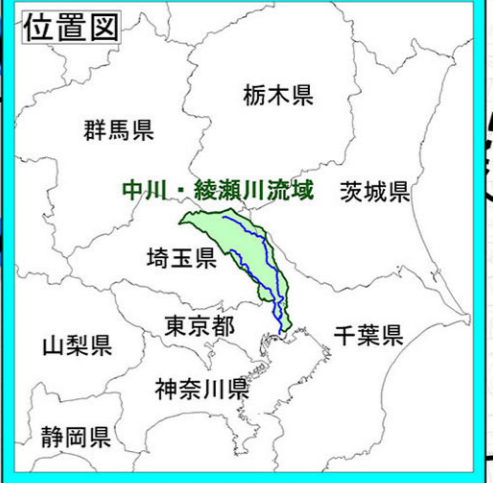 位置図
栃木県
群馬県
中川・綾瀬川流域
茨城県
埼玉県
東京都
千葉県
山梨県
神奈川県
静岡県